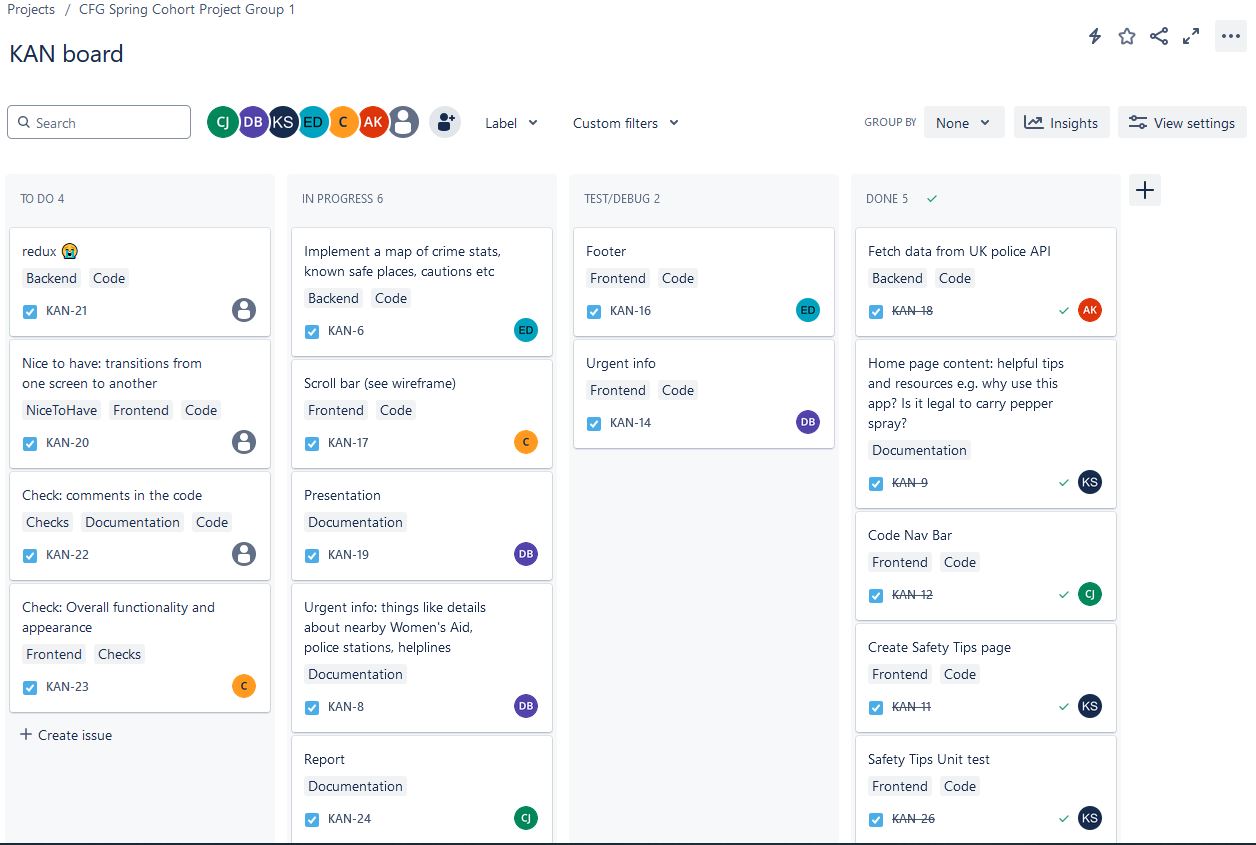 Projects / CFG Spring Cohort Project Group 1
KAN board
Search
CJ DB KS ED C AK
Label
Custom filters
GROUP BY
None
Insights
View settings
TO DO 4
redux 😭
Backend Code
KAN-21
Nice to have: transitions from
one screen to another
NiceToHave Frontend Code
KAN-20
Check: comments in the code
Checks Documentation Code
KAN-22
Check: Overall functionality and
appearance
Frontend Checks
KAN-23 C
+ Create issue
IN PROGRESS 6
Implement a map of crime stats,
known safe places, cautions etc
Backend Code
KAN-6 ED
Scroll bar (see wireframe)
Frontend Code
KAN-17 C
Presentation
Documentation
KAN-19 DB
Urgent info: things like details
about nearby Women's Aid,
police stations, helplines
Documentation
KAN-8 DB
Report
Documentation
KAN-24 CJ
TEST/DEBUG 2
Footer
Frontend Code
KAN-16 ED
Urgent info
Frontend Code
KAN-14 DB
DONE 5
Fetch data from UK police API
Backend Code
KAN-18 AK
Home page content: helpful tips
and resources e.g. why use this
app? Is it legal to carry pepper
spray?
Documentation
KAN-9 KS
Code Nav Bar
Frontend Code
KAN-12 CJ
Create Safety Tips page
Frontend Code
KAN-11 KS
Safety Tips Unit test
Frontend Code
KAN-26 KS